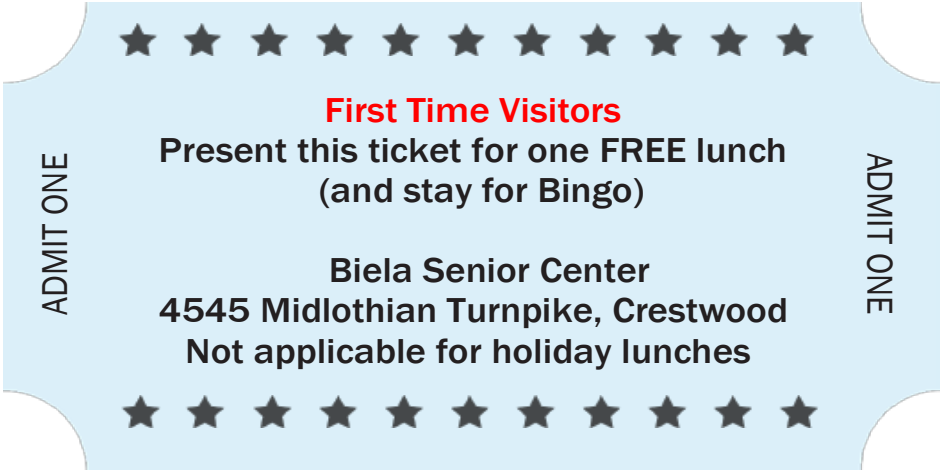 First Time Visitors
Present this ticket for one FREE lunch
(and stay for Bingo)
Biela Senior Center
4545 Midlothian Turnpike, Crestwood
Not applicable for holiday lunches
ADMIT ONE
ADMIT ONE